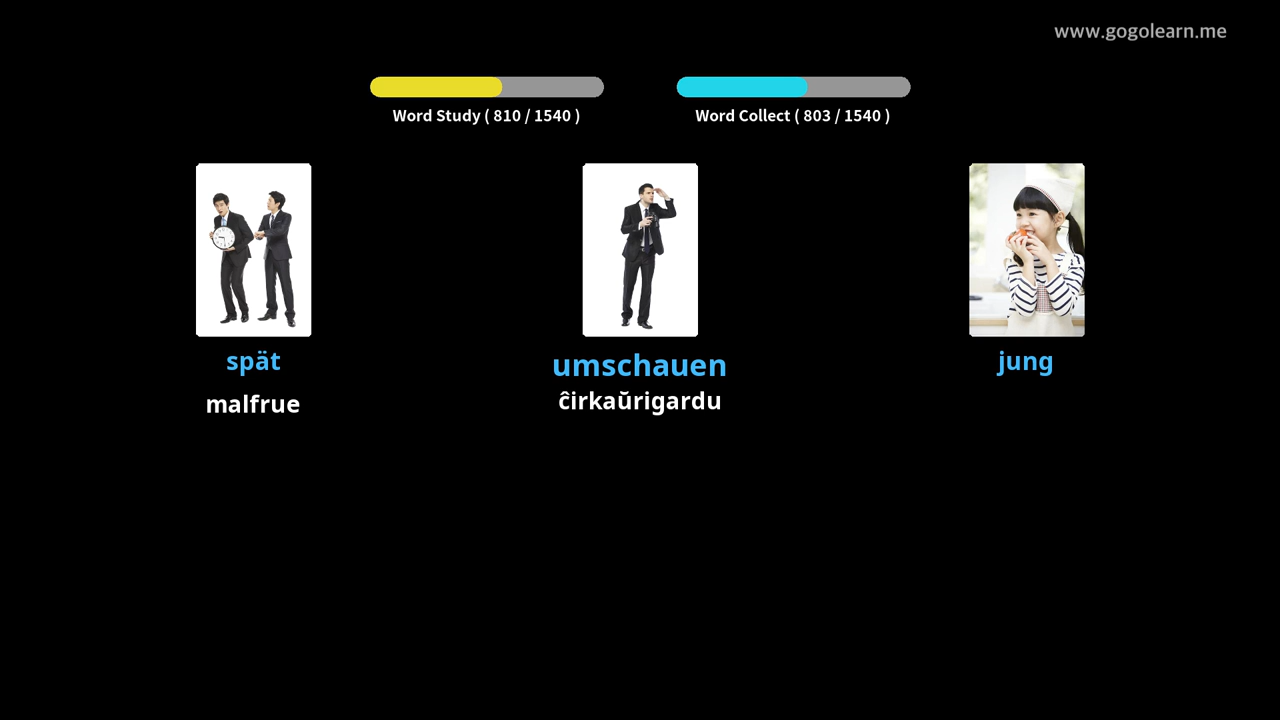 www.gogolearn.me
Word Study ( 810 / 1540 )
Word Collect ( 803 / 1540 )
spät
umschauen
jung
malfrue
ĉirkaŭrigardu